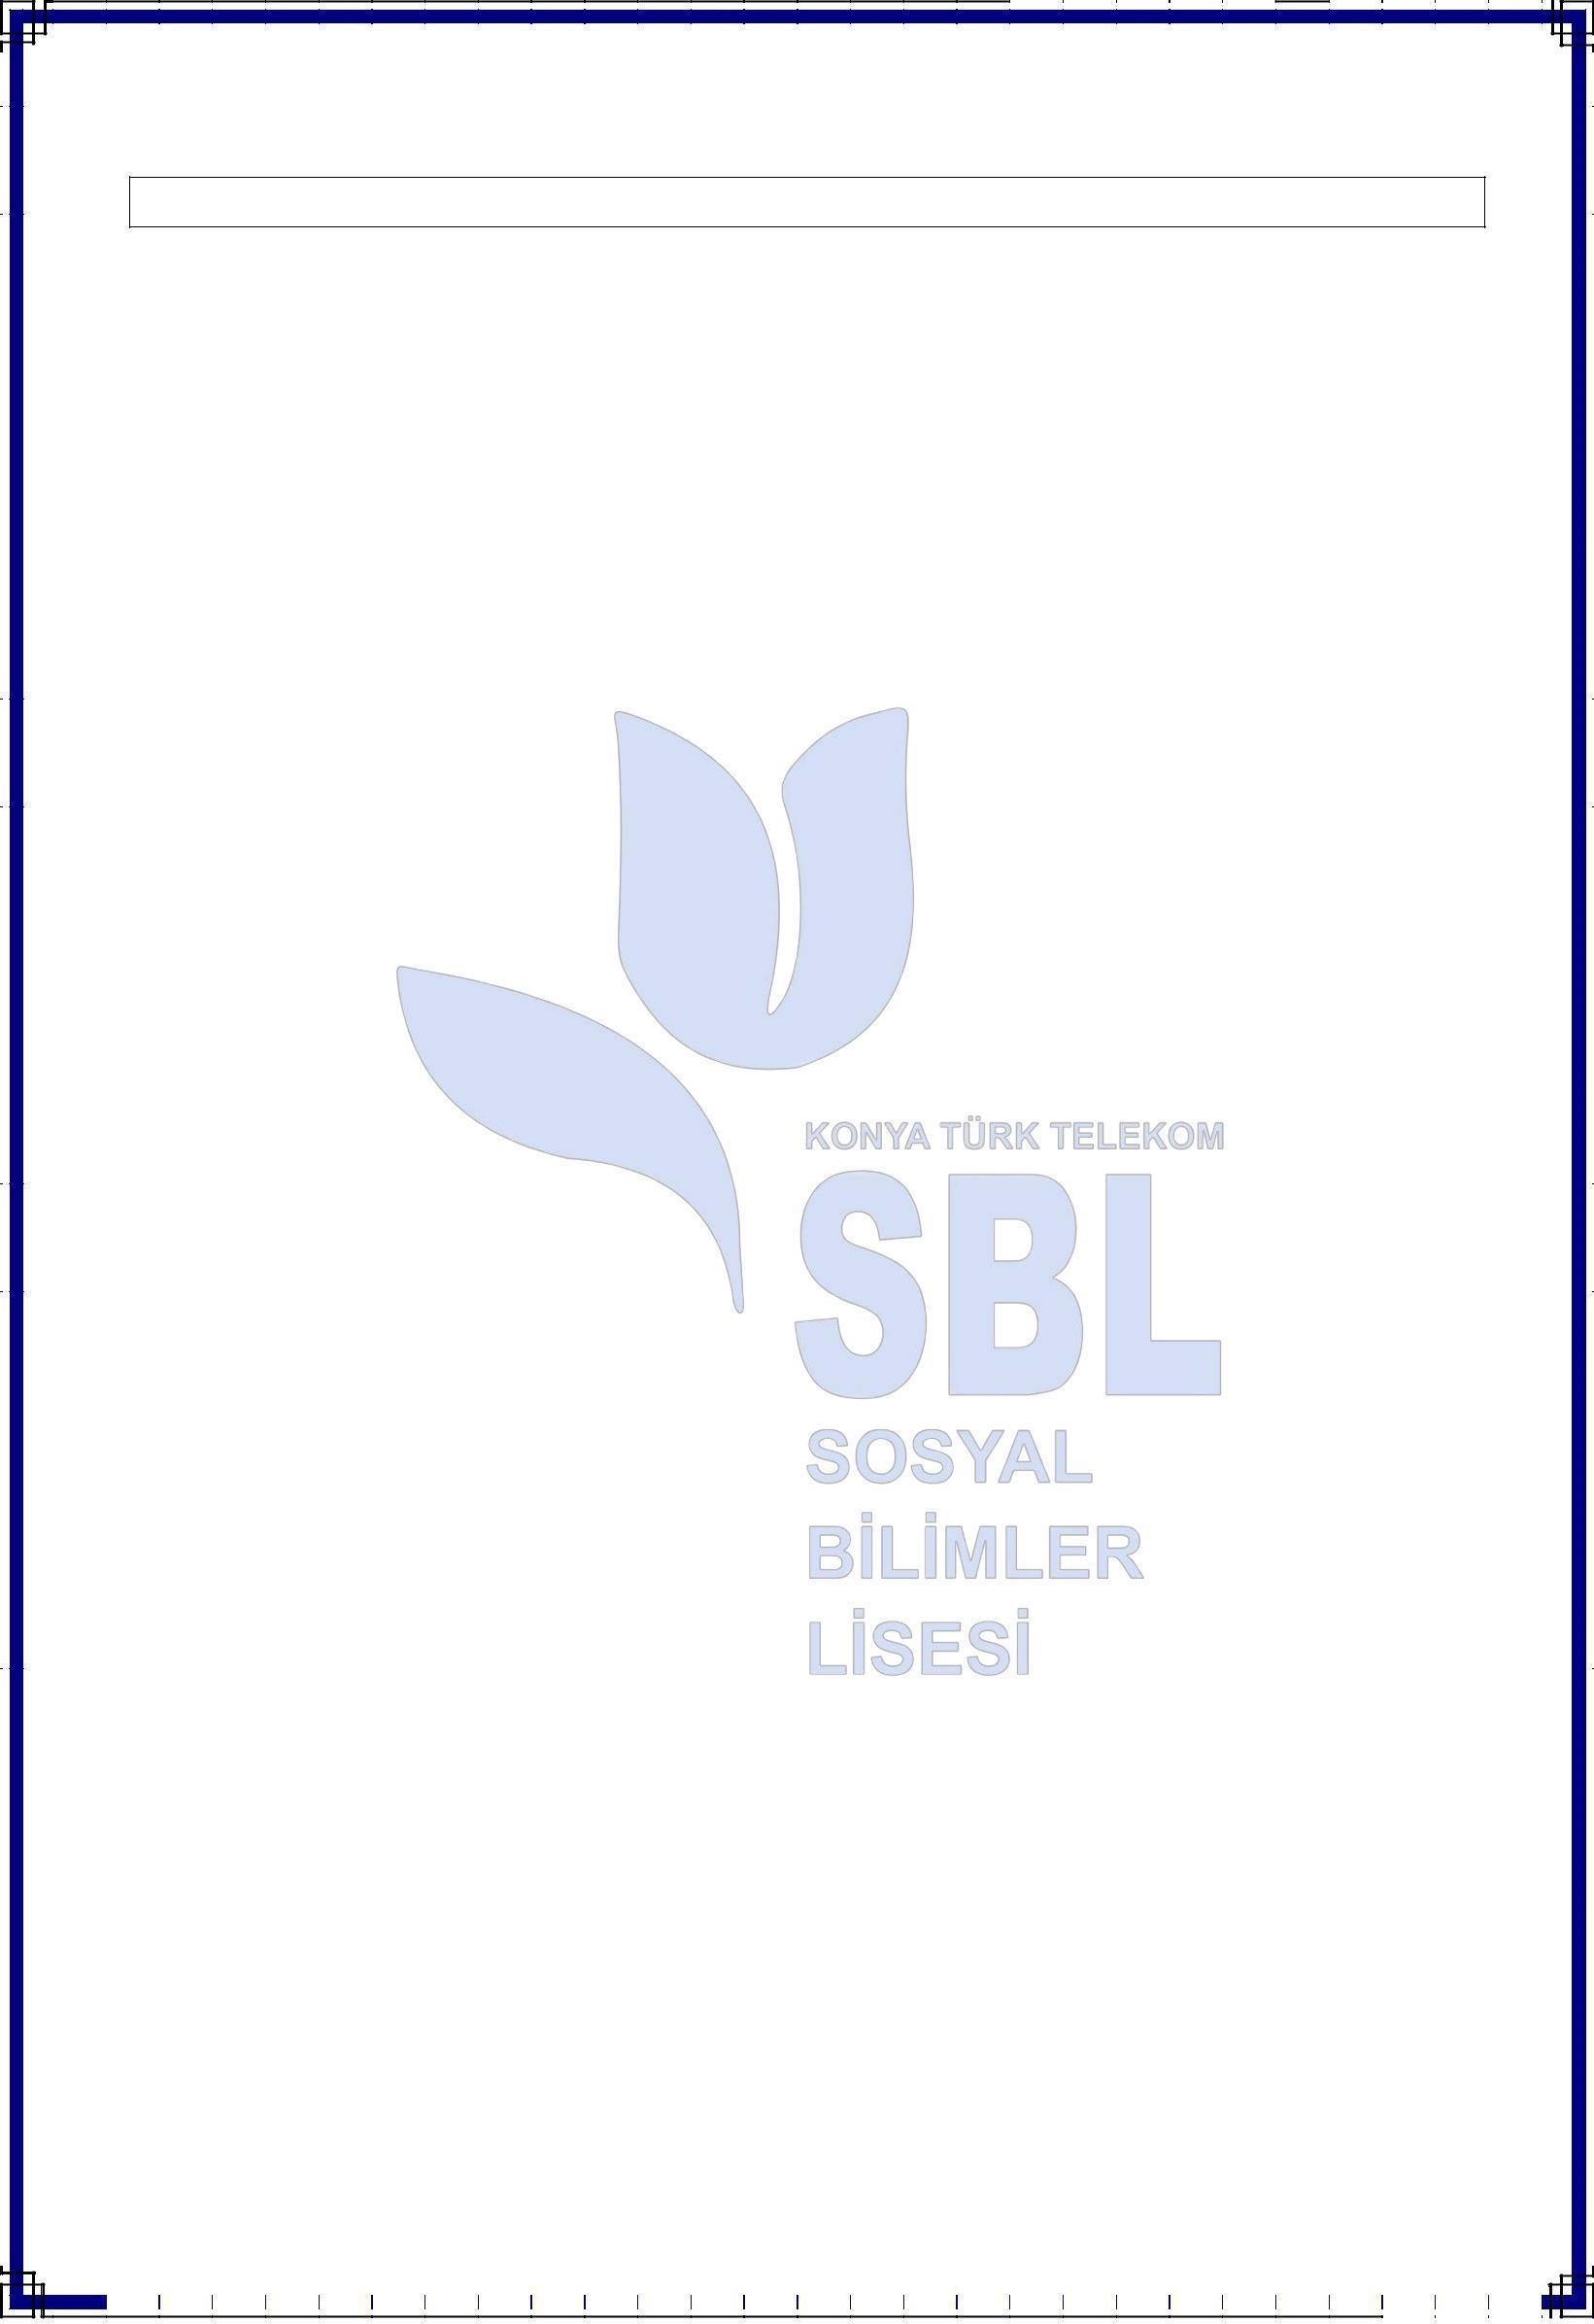 KONYA TÜRK TELEKOM
SBL
SOSYAL
BİLİMLER
LİSESİ